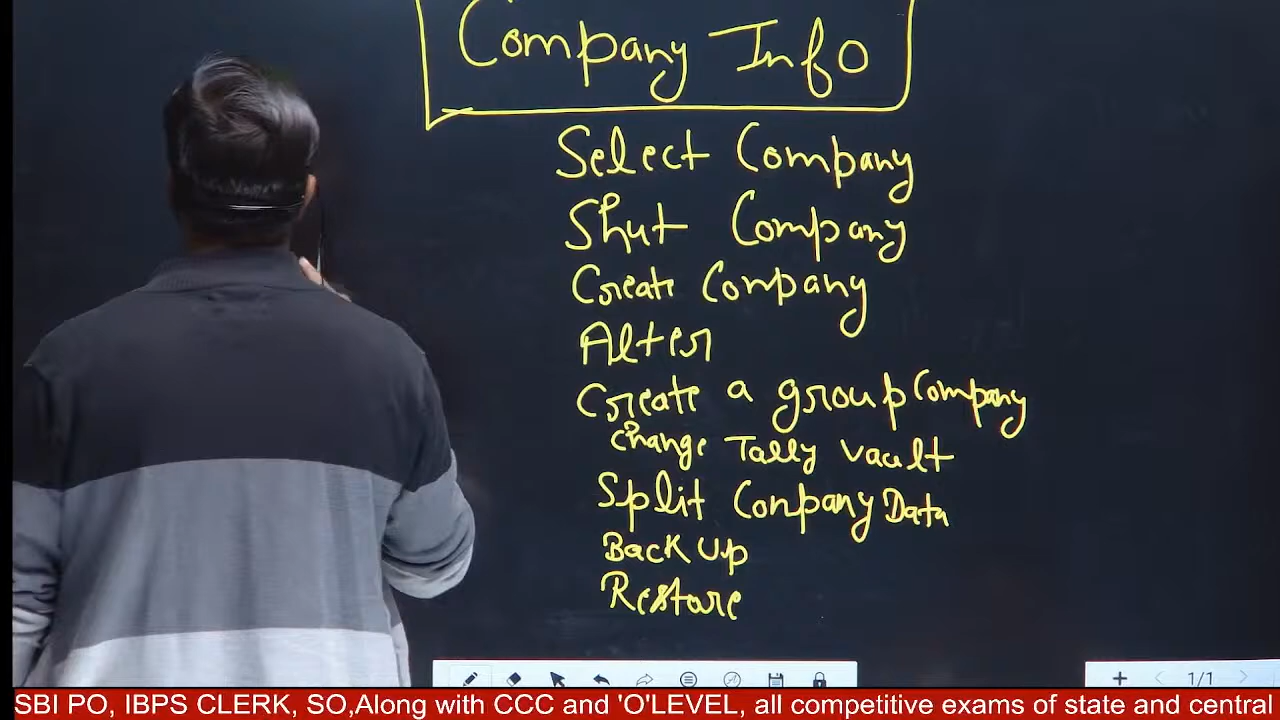 Company Info
Select Company
Shut Company
Create Company
Alter
Create a group Company
Change Tally Vault
Split Company Data
Back Up
Restore
1/1
SBI PO, IBPS CLERK, SO,Along with CCC and 'O'LEVEL, all competitive exams of state and central